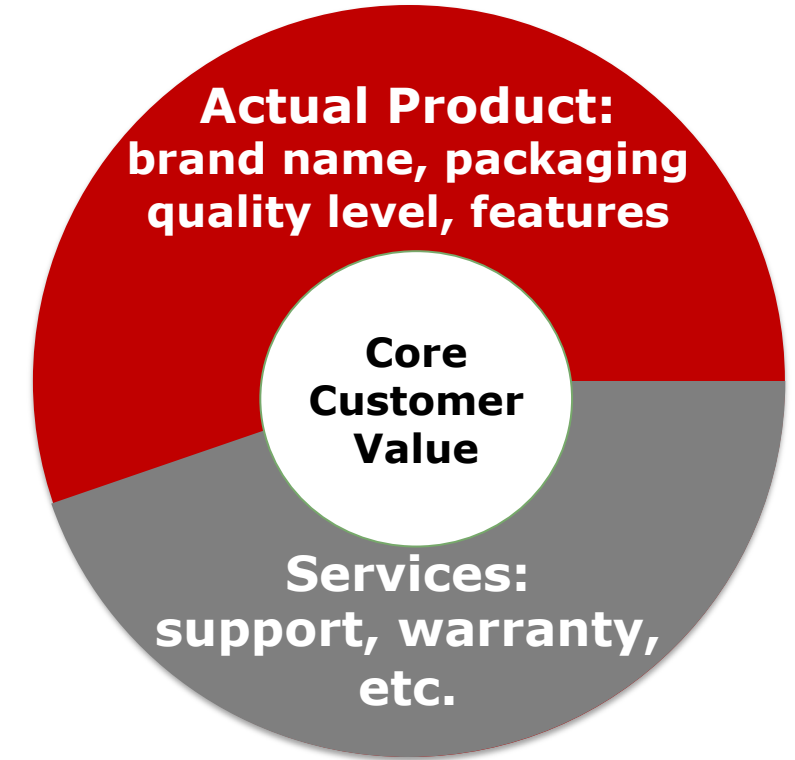 Actual Product:
brand name, packaging
quality level, features
Core
Customer
Value
Services:
support, warranty,
etc.